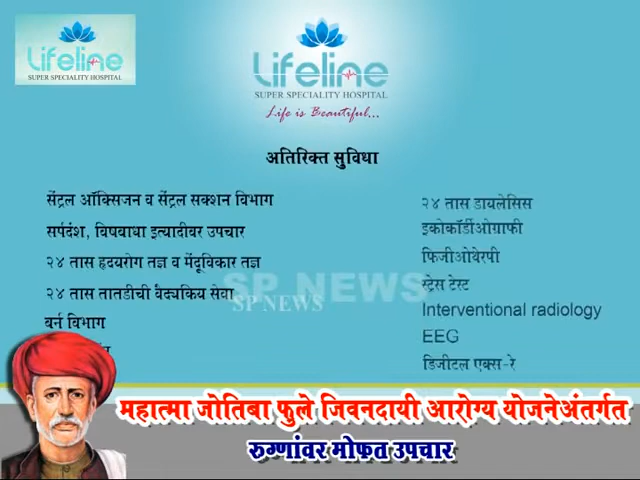 Lifeline
SUPER SPECIALITY HOSPITAL
Lifeline
SUPER SPECIALITY HOSPITAL
Life is Beautiful...
अतिरिक्त सुविधा
सेंट्रल ऑक्सिजन व सेंट्रल सक्शन विभाग
सर्पदंश, विषबाधा इत्यादीवर उपचार
२४ तास हृदयरोग तज्ञ व मेंदूविकार तज्ञ
२४ तास तातडीची वैद्यकिय सेवा
बर्न विभाग
२४ तास डायलेसिस
इकोकॉर्डीओग्राफी
फिजीओथेरपी
स्ट्रेस टेस्ट
Interventional radiology
EEG
डिजीटल एक्स-रे
SP NEWS
SP NEWS
महात्मा जोतिबा फुले जिवनदायी आरोग्य योजनेअंतर्गत
रुग्णांवर मोफत उपचार